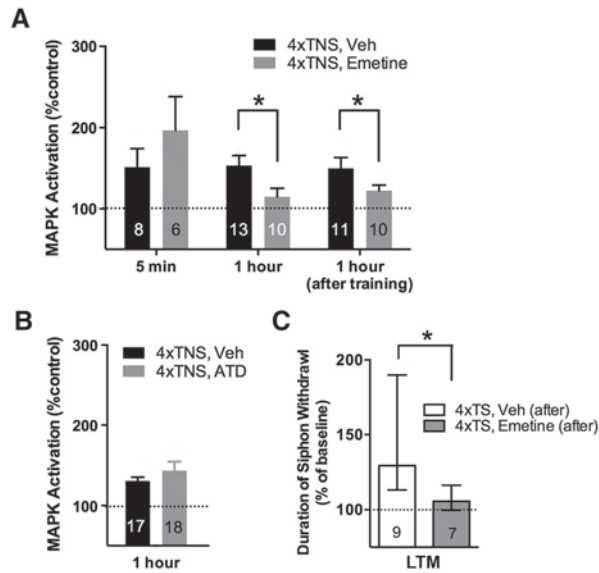 A
4xTNS, Veh
4xTNS, Emetine
MAPK Activation (%control)
300
200
100
*
*
8
6
13
10
11
10
5 min
1 hour
1 hour
(after training)
B
4xTNS, Veh
4xTNS, ATD
MAPK Activation (%control)
300
200
100
17
18
1 hour
C
*
Duration of Siphon Withdrawl
(% of baseline)
200
150
100
4xTS, Veh (after)
4xTS, Emetine (after)
9
7
LTM